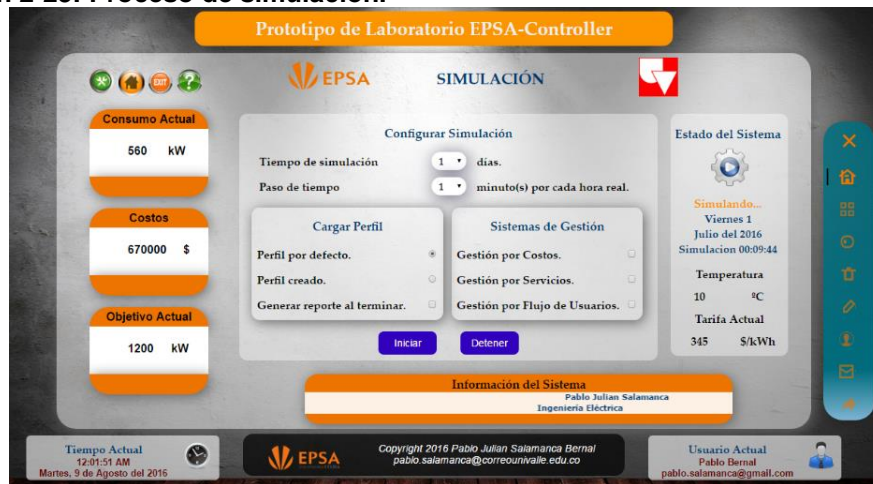 Prototipo de Laboratorio EPSA-Controller
EXIT
EPSA
SIMULACIÓN
Consumo Actual
560 kW
Costos
670000 $
Objetivo Actual
1200 kW
Configurar Simulación
Tiempo de simulación 1 días.
Paso de tiempo 1 minuto(s) por cada hora real.
Cargar Perfil
Perfil por defecto.
Perfil creado.
Generar reporte al terminar.
Sistemas de Gestión
Gestión por Costos.
Gestión por Servicios.
Gestión por Flujo de Usuarios.
Iniciar Detener
Estado del Sistema
Simulando...
Viernes 1
Julio del 2016
Simulacion 00:09:44
Temperatura
10 ºC
Tarifa Actual
345 $/kWh
Información del Sistema
Pablo Julian Salamanca
Ingeniería Eléctrica
Tiempo Actual
12:01:51 AM
Martes, 9 de Agosto del 2016
EPSA
Copyright 2016 Pablo Julian Salamanca Bernal
pablo.salamanca@correounivalle.edu.co
Usuario Actual
Pablo Bernal
pablo.salamanca@gmail.com